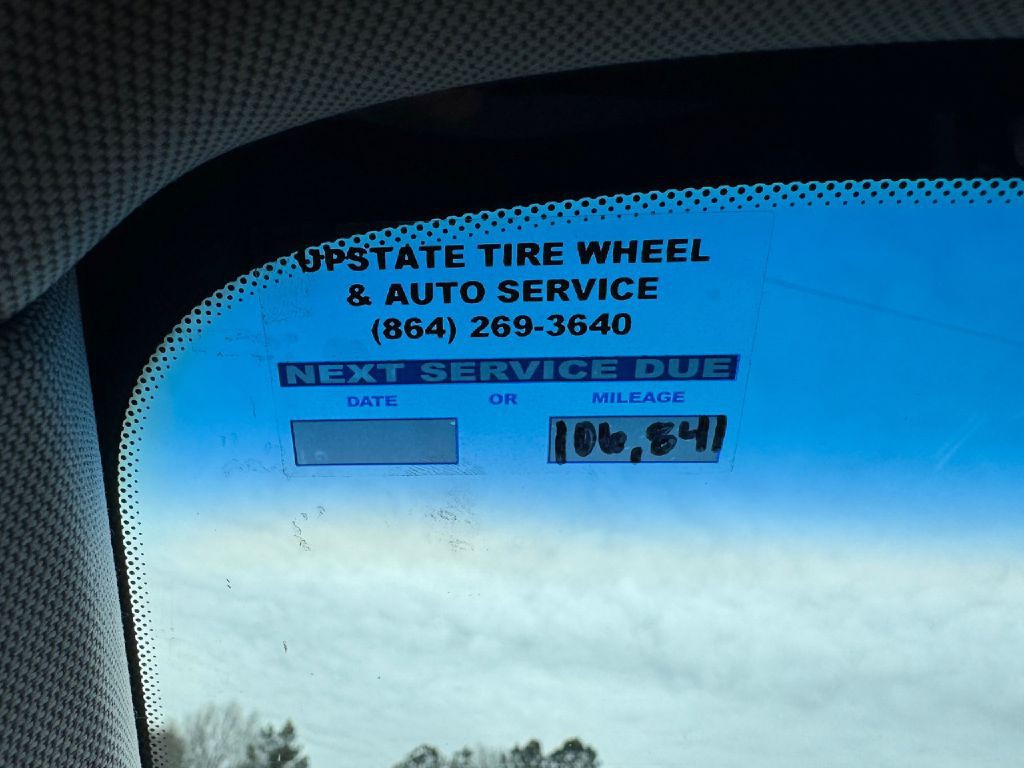 UPSTATE TIRE WHEEL
& AUTO SERVICE
(864) 269-3640
NEXT SERVICE DUE
DATE OR MILEAGE
106,841